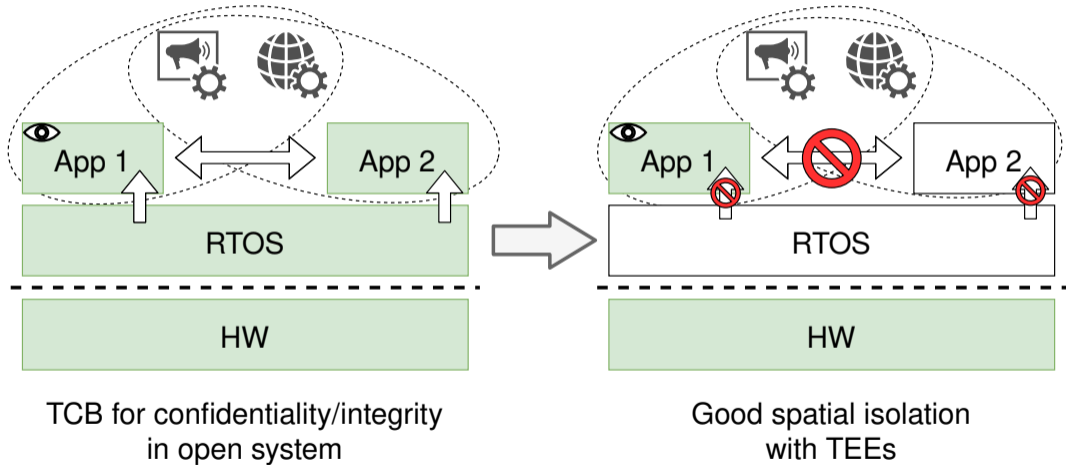 App 1
App 2
RTOS
HW
TCB for confidentiality/integrity
in open system
App 1
App 2
RTOS
HW
Good spatial isolation
with TEEs